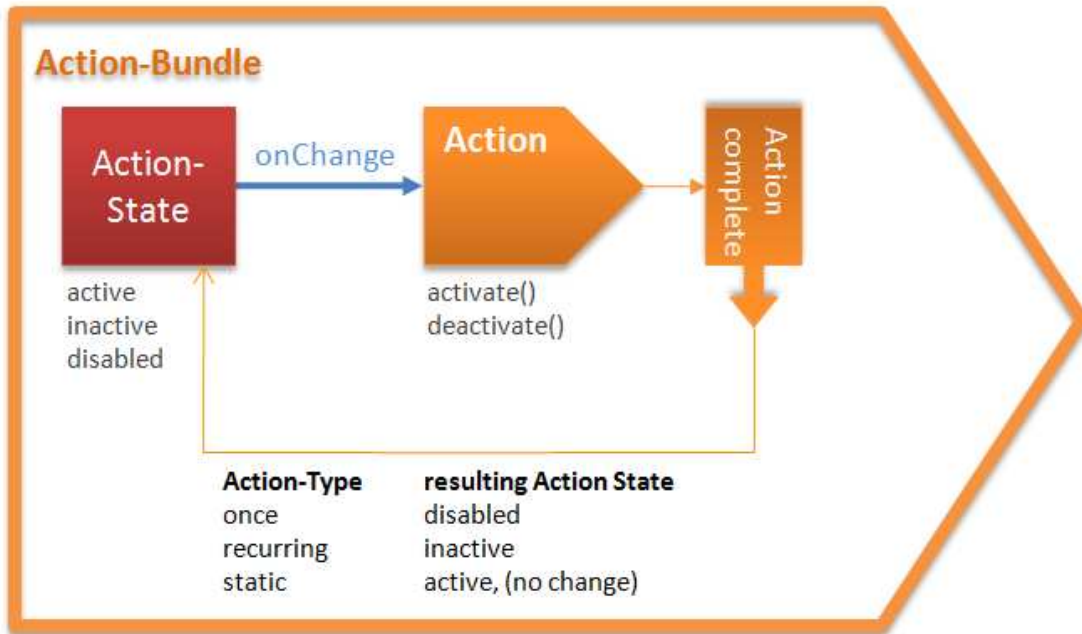 Action-Bundle
Action-
State
onChange
Action
Action
complete
active
inactive
disabled
activate()
deactivate()
Action-Type resulting Action State
once disabled
recurring inactive
static active, (no change)